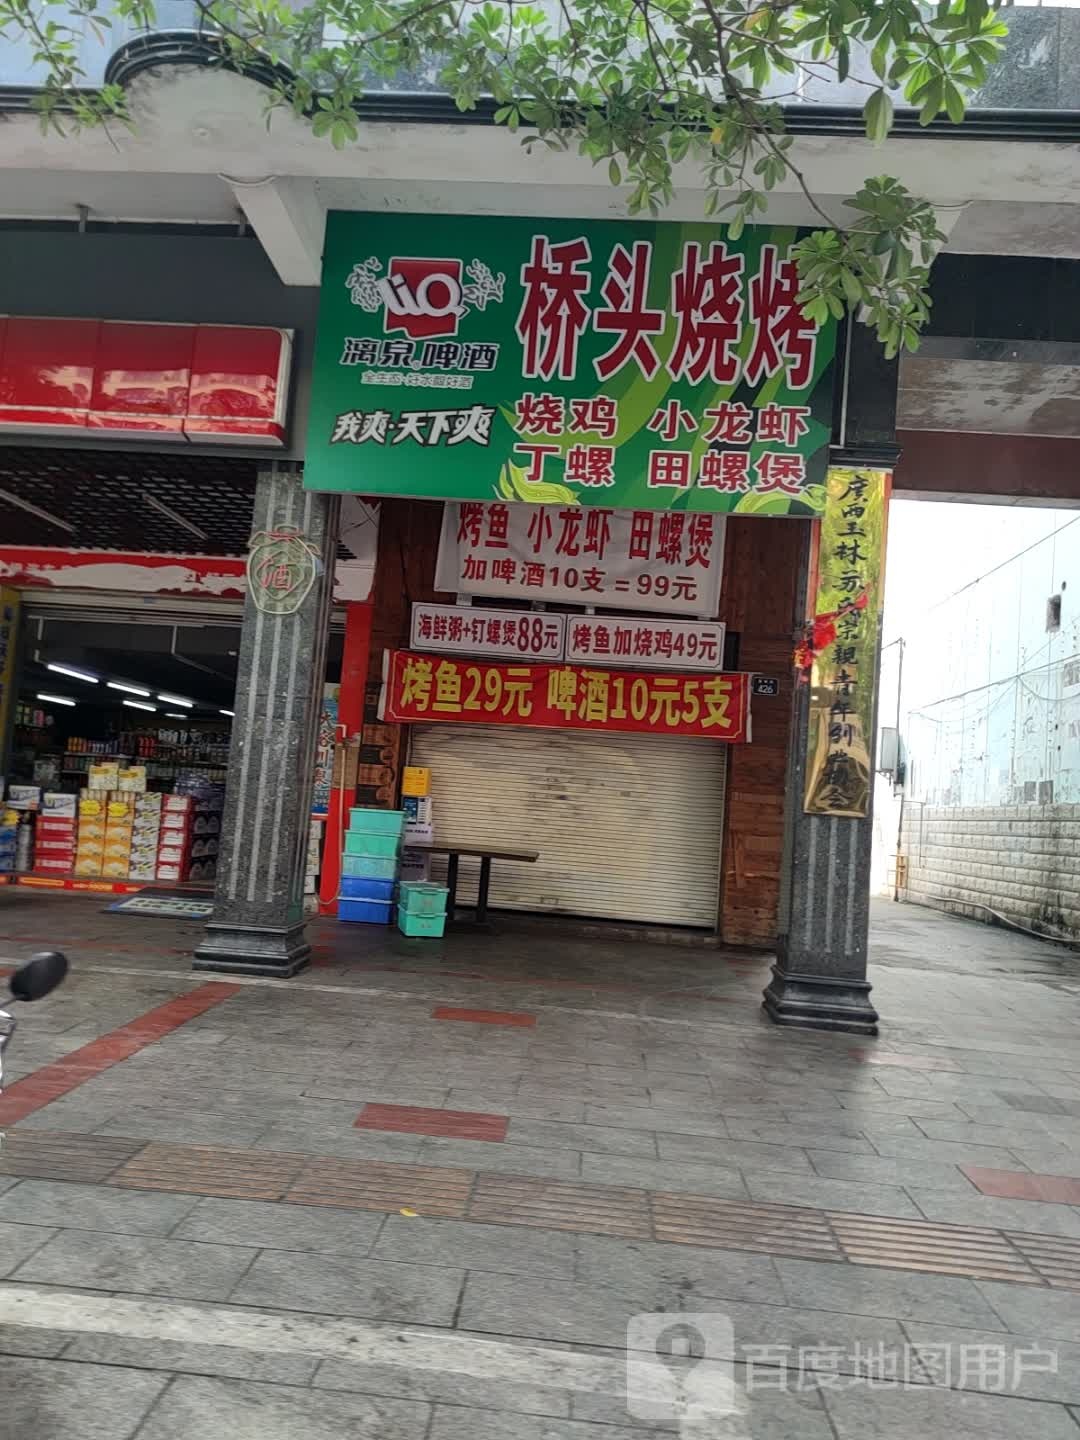 LiQ
漓泉®啤酒
全生态·好水酿好酒
我爽·天下爽
桥头烧烤
烧鸡 小龙虾
丁螺 田螺煲
烤鱼 小龙虾 田螺煲
加啤酒10支=99元
海鲜粥+钉螺煲88元
烤鱼加烧鸡49元
烤鱼29元 啤酒10元5支
426
酒
百度地图用户